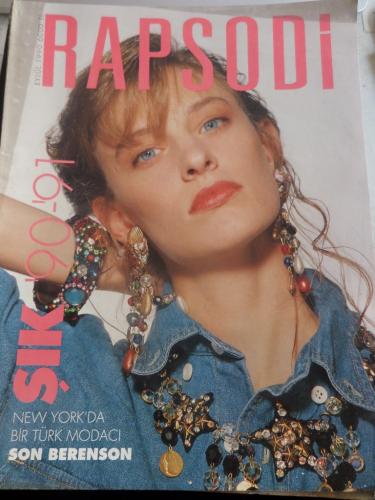 RAPSODİ
ŞIK '90-'91
NEW YORK'DA
BİR TÜRK MODACI
SON BERENSON